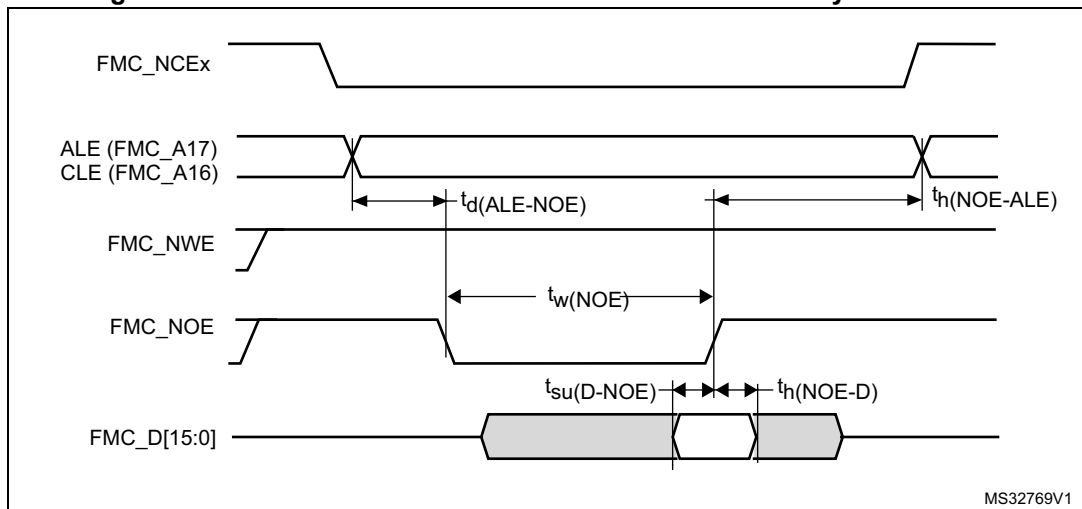 FMC_NCEx
ALE (FMC_A17)
CLE (FMC_A16)
td(ALE-NOE)
th(NOE-ALE)
FMC_NWE
tw(NOE)
FMC_NOE
tsu(D-NOE)
th(NOE-D)
FMC_D[15:0]
MS32769V1